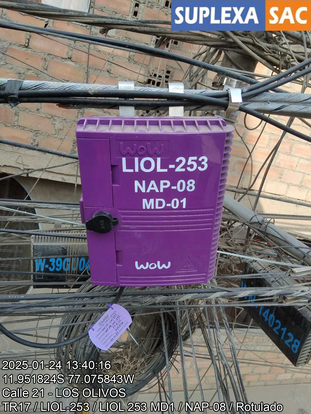 SUPLEXA SAC
WOW
LIOL-253
NAP-08
MD-01
WOW
W-39G
1402128
2025-01-24 13:40:16
11.951824S 77.075843W
Calle 21 - LOS OLIVOS
TR17 / LIOL-253 / LIOL 253 MD1 / NAP-08 / Rotulado